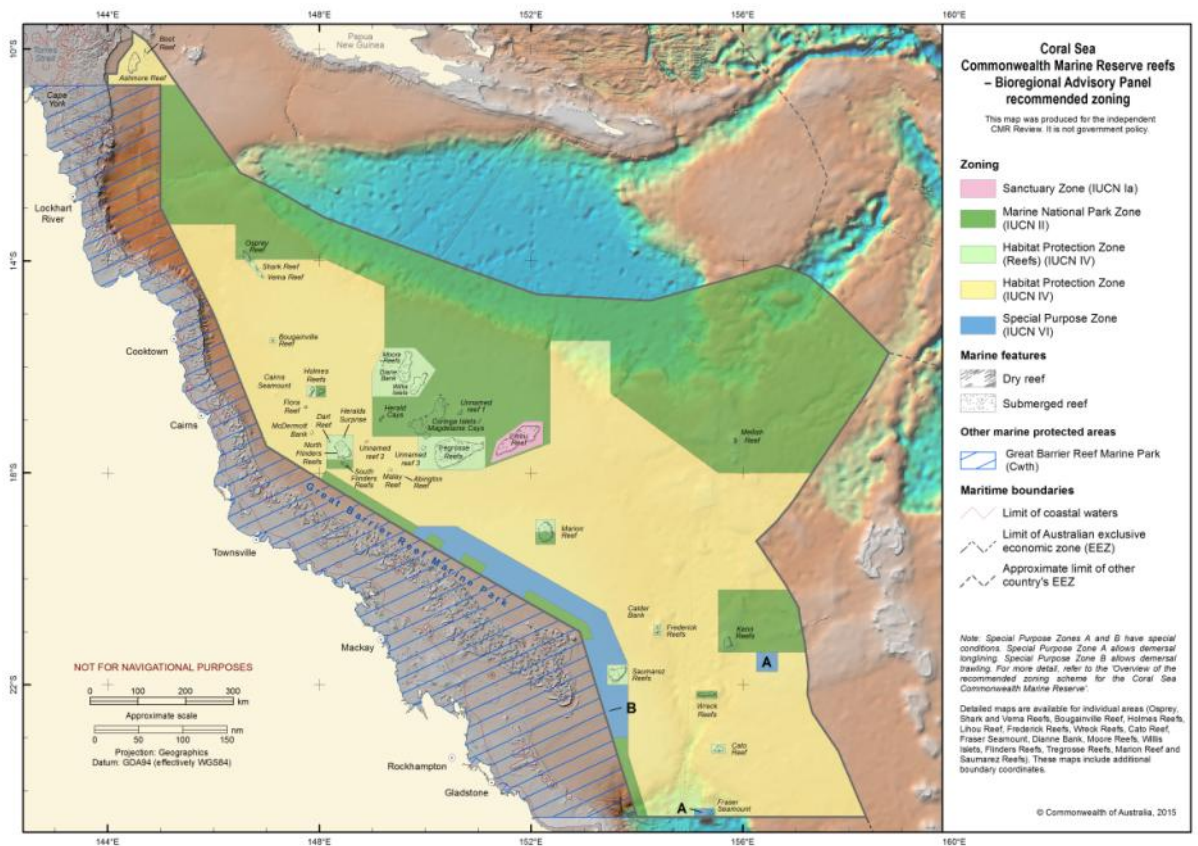 144°E
148°E
152°E
156°E
160°E
10°S
14°S
18°S
22°S
Torres
Strait
Boot
Reef
Ashmore Reef
Papua
New Guinea
Cape
York
Lockhart
River
Osprey
Reef
Shark Reef
Vema Reef
Cooktown
Bougainville
Reef
Moore
Reefs
Diane
Bank
Willis
Islets
Cairns
Seamount
Holmes
Reefs
Flora
Reef
Dart
Reef
Heralds
Surprise
Herald
Cays
Unnamed
reef 1
Coringa Islets /
Magdelaine Cays
Cairns
McDermott
Bank
North
Flinders
Reefs
Unnamed
reef 2
Unnamed
reef 3
Tregrosse
Reefs
Lihou
Reef
Mellish
Reef
South
Flinders
Reefs
Malay
Reef
Abington
Reef
Great Barrier Reef Marine Park
Marion
Reef
Townsville
Calder
Bank
Frederick
Reefs
Kenn
Reefs
Mackay
A
Saumarez
Reefs
B
Wreck
Reefs
Cato
Reef
Rockhampton
Gladstone
A
Fraser
Seamount
NOT FOR NAVIGATIONAL PURPOSES
0 100 200 300
km
Approximate scale
0 50 100 150
nm
Projection: Geographics
Datum: GDA94 (effectively WGS84)
144°E
148°E
152°E
156°E
160°E
Coral Sea
Commonwealth Marine Reserve reefs
– Bioregional Advisory Panel
recommended zoning
This map was produced for the independent
CMR Review. It is not government policy.
Zoning
Sanctuary Zone (IUCN Ia)
Marine National Park Zone
(IUCN II)
Habitat Protection Zone
(Reefs) (IUCN IV)
Habitat Protection Zone
(IUCN IV)
Special Purpose Zone
(IUCN VI)
Marine features
Dry reef
Submerged reef
Other marine protected areas
Great Barrier Reef Marine Park
(Cwth)
Maritime boundaries
Limit of coastal waters
Limit of Australian exclusive
economic zone (EEZ)
Approximate limit of other
country's EEZ
Note: Special Purpose Zones A and B have special
conditions. Special Purpose Zone A allows demersal
longlining. Special Purpose Zone B allows demersal
trawling. For more detail, refer to the 'Overview of the
recommended zoning scheme for the Coral Sea
Commonwealth Marine Reserve'.
Detailed maps are available for individual areas (Osprey,
Shark and Vema Reefs, Bougainville Reef, Holmes Reefs,
Lihou Reef, Frederick Reefs, Wreck Reefs, Cato Reef,
Fraser Seamount, Dianne Bank, Moore Reefs, Willis
Islets, Flinders Reefs, Tregrosse Reefs, Marion Reef and
Saumarez Reefs). These maps include additional
boundary coordinates.
© Commonwealth of Australia, 2015